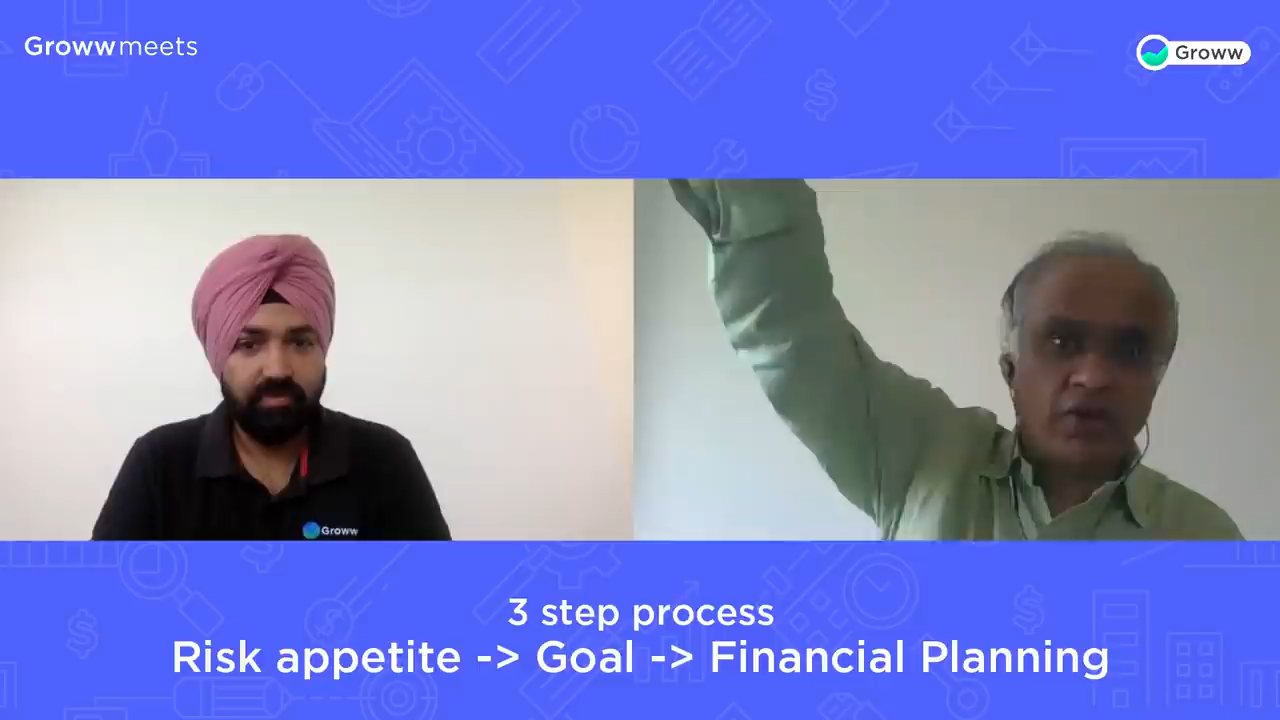 Growwmeets
Groww
Groww
3 step process
Risk appetite -> Goal -> Financial Planning